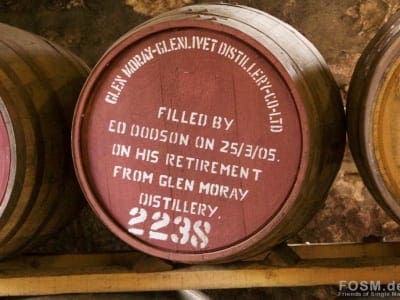 GLEN MORAY-GLENLIVET DISTILLERY-CO-LTD
FILLED BY
ED DODSON ON 25/3/05.
ON HIS RETIREMENT
FROM GLEN MORAY
DISTILLERY.
2238
FOSM.de
Friends of Single Ma